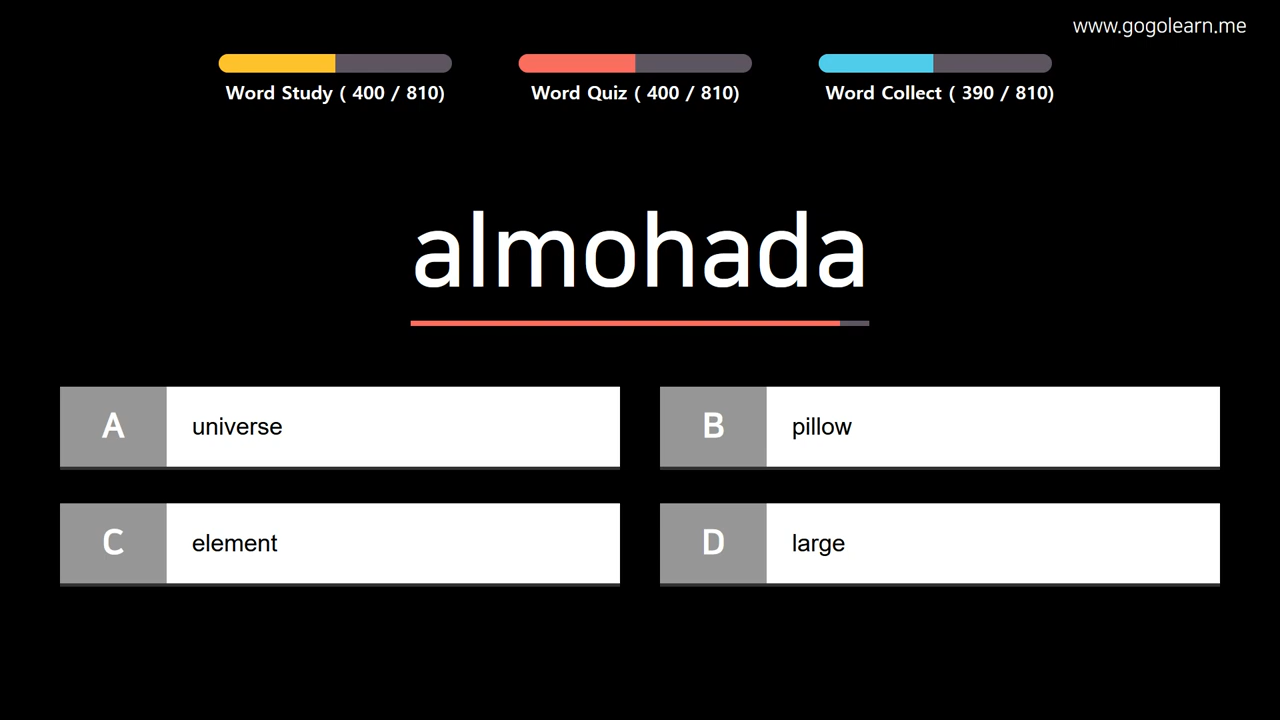 www.gogolearn.me
Word Study ( 400 / 810)
Word Quiz ( 400 / 810)
Word Collect ( 390 / 810)
almohada
A universe
B pillow
C element
D large